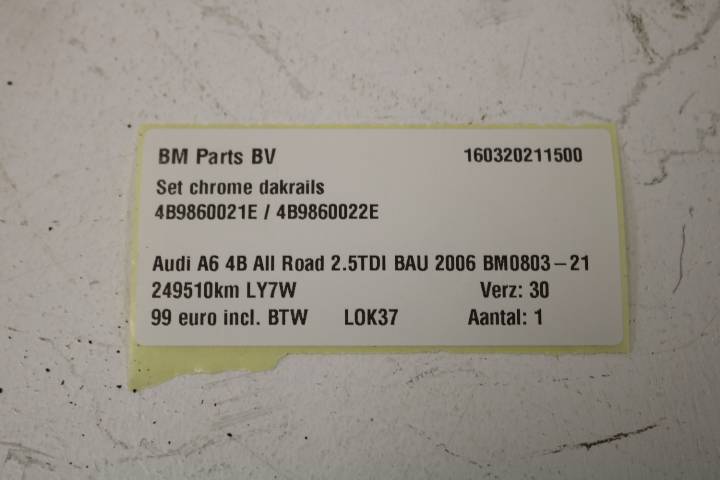 BM Parts BV 160320211500
Set chrome dakrails
4B9860021E / 4B9860022E
Audi A6 4B All Road 2.5TDI BAU 2006 BM0803-21
249510km LY7W Verz: 30
99 euro incl. BTW LOK37 Aantal: 1